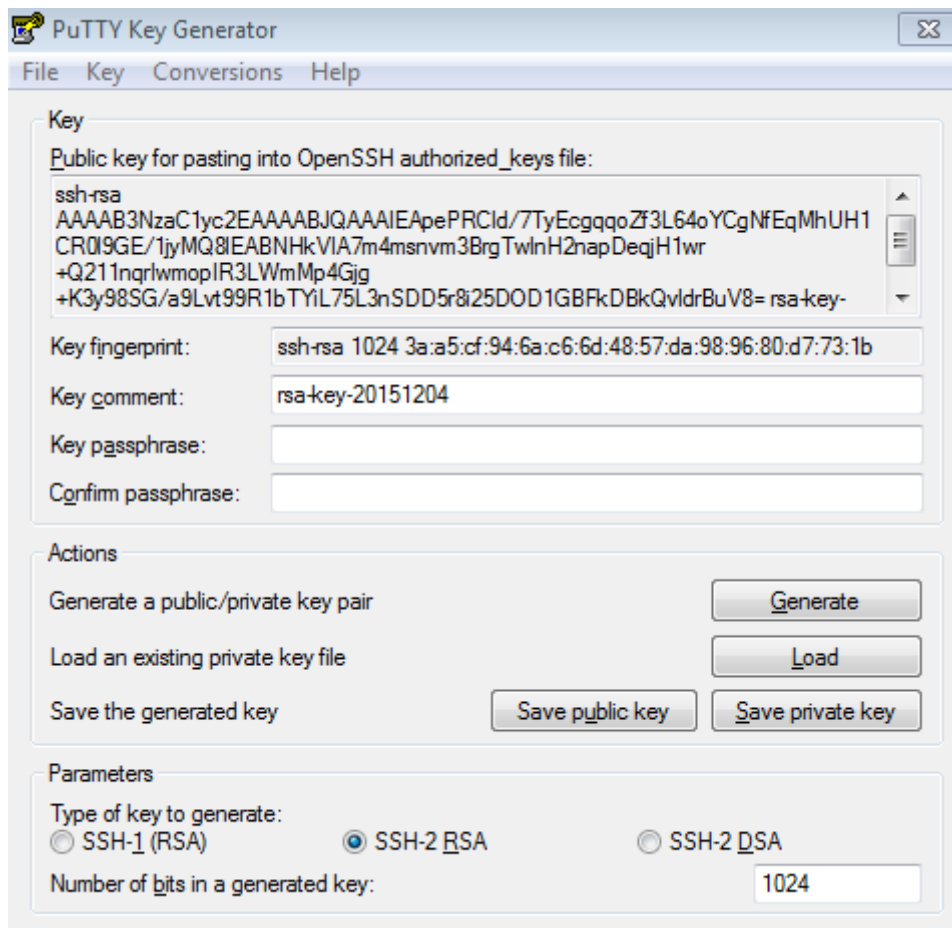 PuTTY Key Generator
File Key Conversions Help
Key
Public key for pasting into OpenSSH authorized_keys file:
ssh-rsa
AAAAB3NzaC1yc2EAAAABJQAAAIEApePRCId/7TyEcgqqoZf3L64oYCgNfEqMhUH1
CR0I9GE/1jyMQ8IEABNHkVIA7m4msnvm3BrgTwlnH2napDeqjH1wr
+Q211nqrlwmopIR3LWmMp4Gjg
+K3y98SG/a9Lvt99R1bTYiL75L3nSDD5r8i25DOD1GBFkDBkQvldrBuV8= rsa-key-
Key fingerprint: ssh-rsa 1024 3a:a5:cf:94:6a:c6:6d:48:57:da:98:96:80:d7:73:1b
Key comment: rsa-key-20151204
Key passphrase:
Confirm passphrase:
Actions
Generate a public/private key pair Generate
Load an existing private key file Load
Save the generated key Save public key Save private key
Parameters
Type of key to generate:
SSH-1 (RSA) SSH-2 RSA SSH-2 DSA
Number of bits in a generated key: 1024